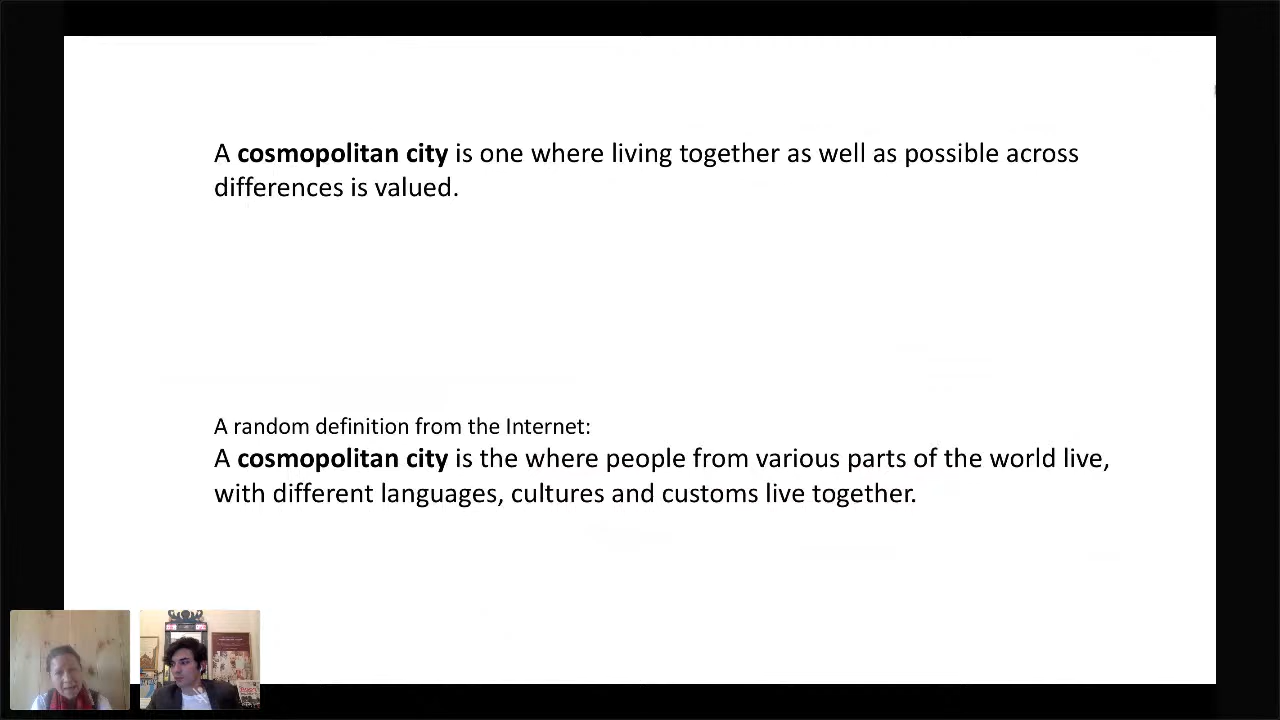 A cosmopolitan city is one where living together as well as possible across
differences is valued.
A random definition from the Internet:
A cosmopolitan city is the where people from various parts of the world live,
with different languages, cultures and customs live together.